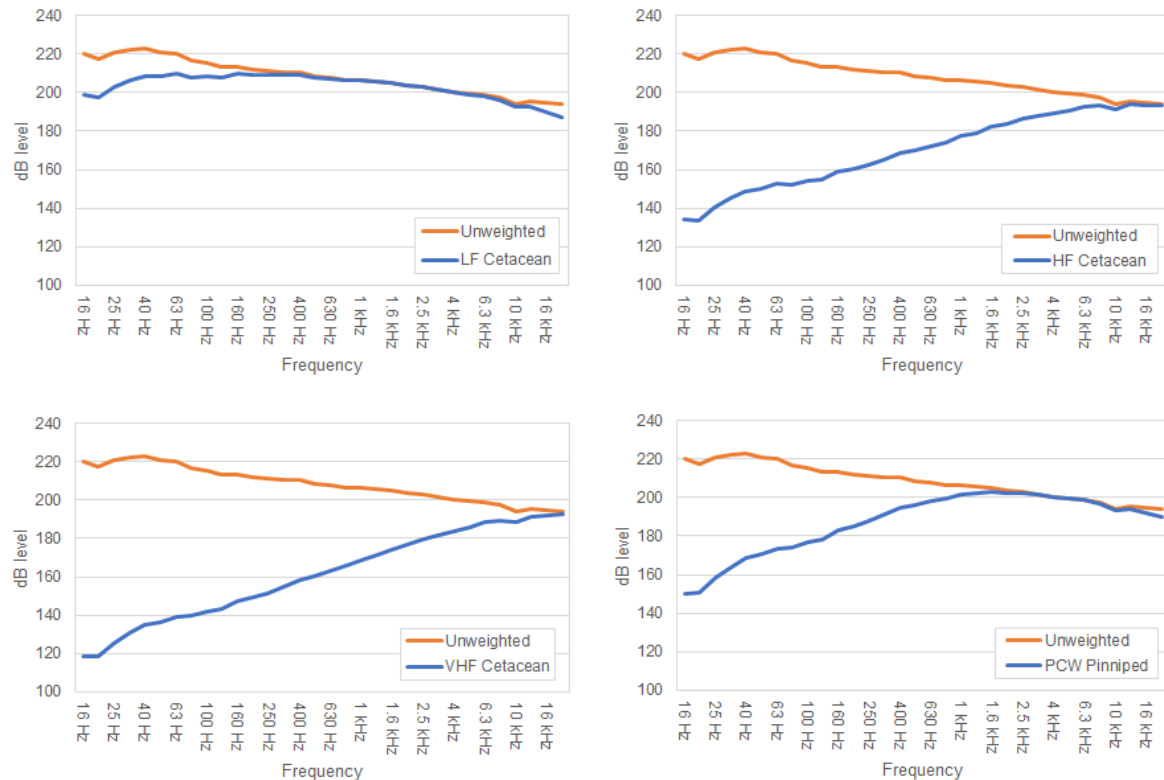 240
220
200
180
160
140
120
100
dB level
Unweighted
LF Cetacean
16 Hz
25 Hz
40 Hz
63 Hz
100 Hz
160 Hz
250 Hz
400 Hz
630 Hz
1 kHz
1.6 kHz
2.5 kHz
4 kHz
6.3 kHz
10 kHz
16 kHz
Frequency
240
220
200
180
160
140
120
100
dB level
Unweighted
HF Cetacean
16 Hz
25 Hz
40 Hz
63 Hz
100 Hz
160 Hz
250 Hz
400 Hz
630 Hz
1 kHz
1.6 kHz
2.5 kHz
4 kHz
6.3 kHz
10 kHz
16 kHz
Frequency
240
220
200
180
160
140
120
100
dB level
Unweighted
VHF Cetacean
16 Hz
25 Hz
40 Hz
63 Hz
100 Hz
160 Hz
250 Hz
400 Hz
630 Hz
1 kHz
1.6 kHz
2.5 kHz
4 kHz
6.3 kHz
10 kHz
16 kHz
Frequency
240
220
200
180
160
140
120
100
dB level
Unweighted
PCW Pinniped
16 Hz
25 Hz
40 Hz
63 Hz
100 Hz
160 Hz
250 Hz
400 Hz
630 Hz
1 kHz
1.6 kHz
2.5 kHz
4 kHz
6.3 kHz
10 kHz
16 kHz
Frequency